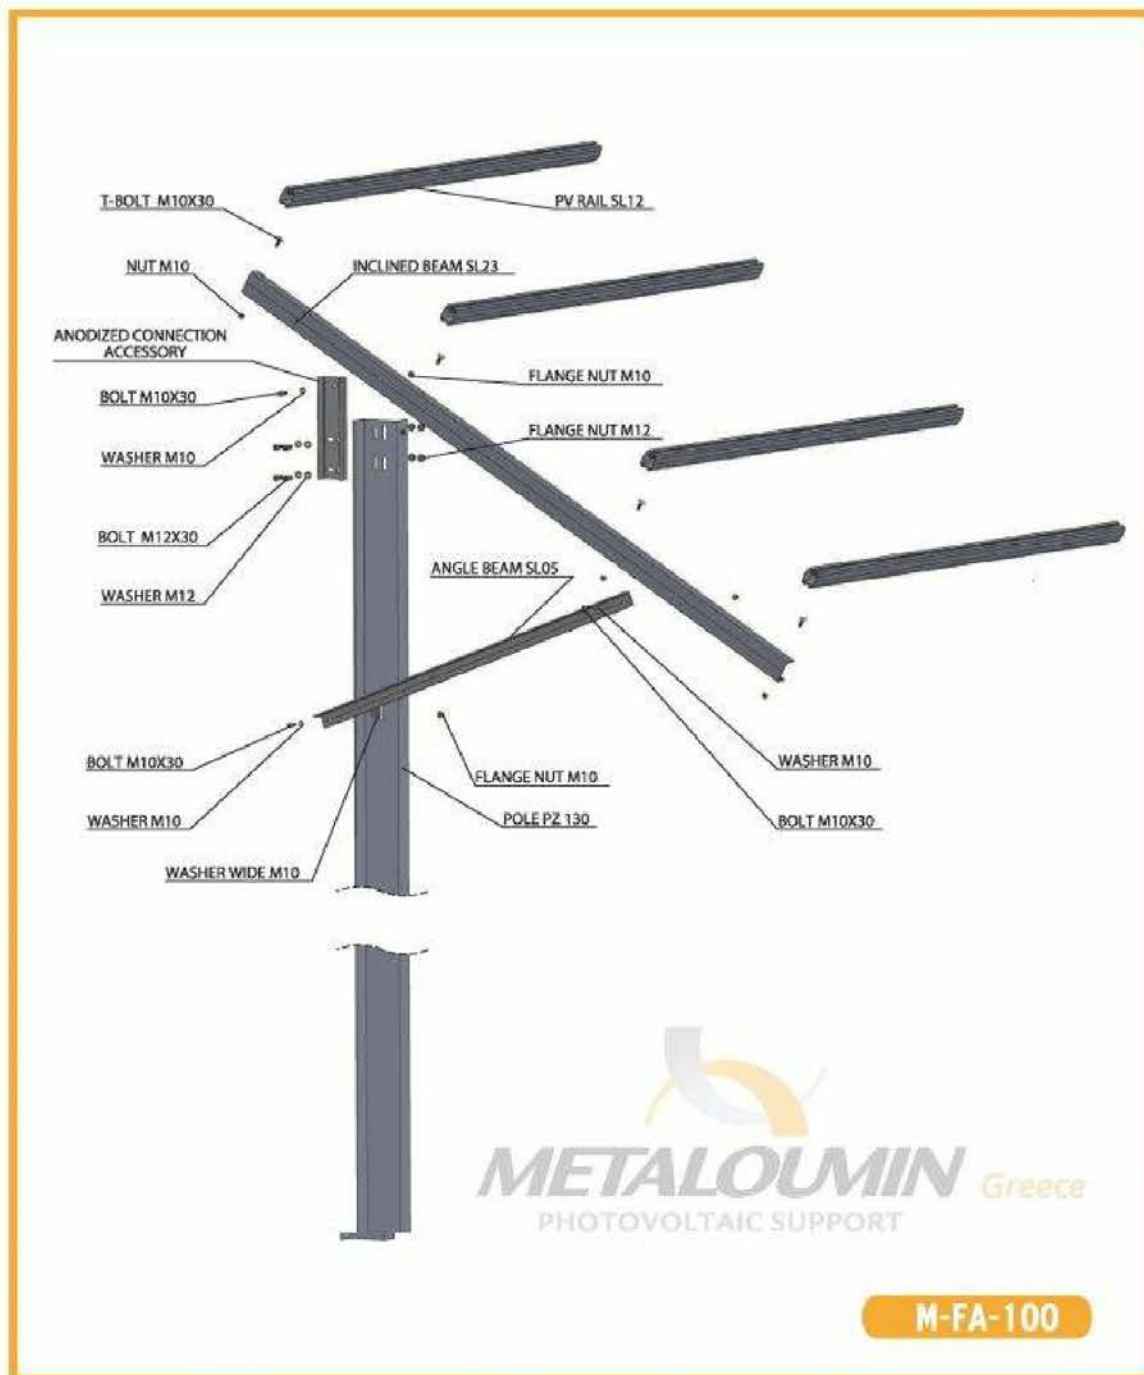 T-BOLT M10X30
PV RAIL SL12
NUT M10
INCLINED BEAM SL23
ANODIZED CONNECTION
ACCESSORY
BOLT M10X30
FLANGE NUT M10
WASHER M10
FLANGE NUT M12
BOLT M12X30
WASHER M12
ANGLE BEAM SL05
BOLT M10X30
FLANGE NUT M10
WASHER M10
WASHER M10
POLE PZ 130
BOLT M10X30
WASHER WIDE M10
METALOUMIN Greece
PHOTOVOLTAIC SUPPORT
M-FA-100